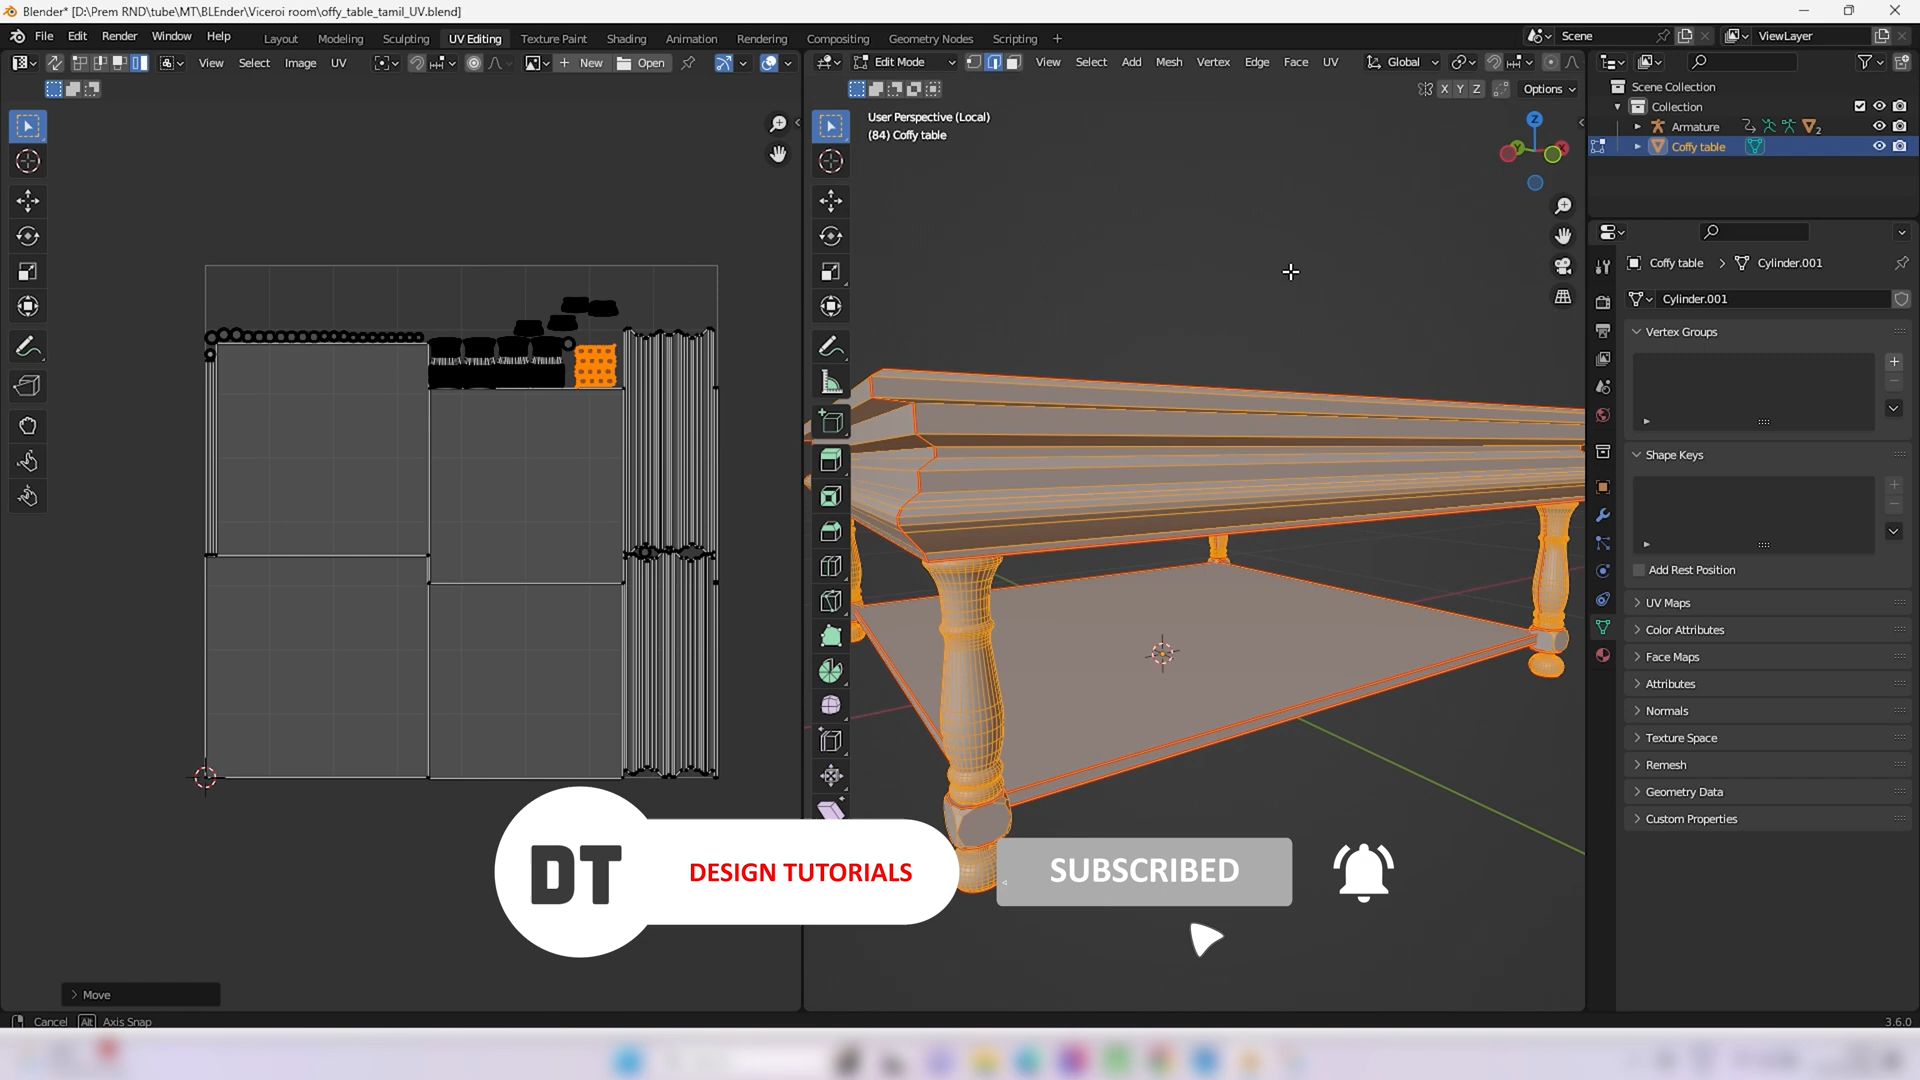 Blender* [D:\Prem RND\tube\MT\BLEnder\Viceroi room\offy_table_tamil_UV.blend]
File Edit Render Window Help Layout Modeling Sculpting UV Editing Texture Paint Shading Animation Rendering Compositing Geometry Nodes Scripting + Scene ViewLayer
View Select Image UV New Open Edit Mode View Select Add Mesh Vertex Edge Face UV Global
X Y Z Options
Scene Collection
Collection
Armature 2
Coffy table
User Perspective (Local)
(84) Coffy table
Z
Y X
Coffy table > Cylinder.001
Cylinder.001
Vertex Groups
Shape Keys
Add Rest Position
UV Maps
Color Attributes
Face Maps
Attributes
Normals
Texture Space
Remesh
Geometry Data
Custom Properties
DT DESIGN TUTORIALS SUBSCRIBED
Move
Cancel Alt Axis Snap 3.6.0